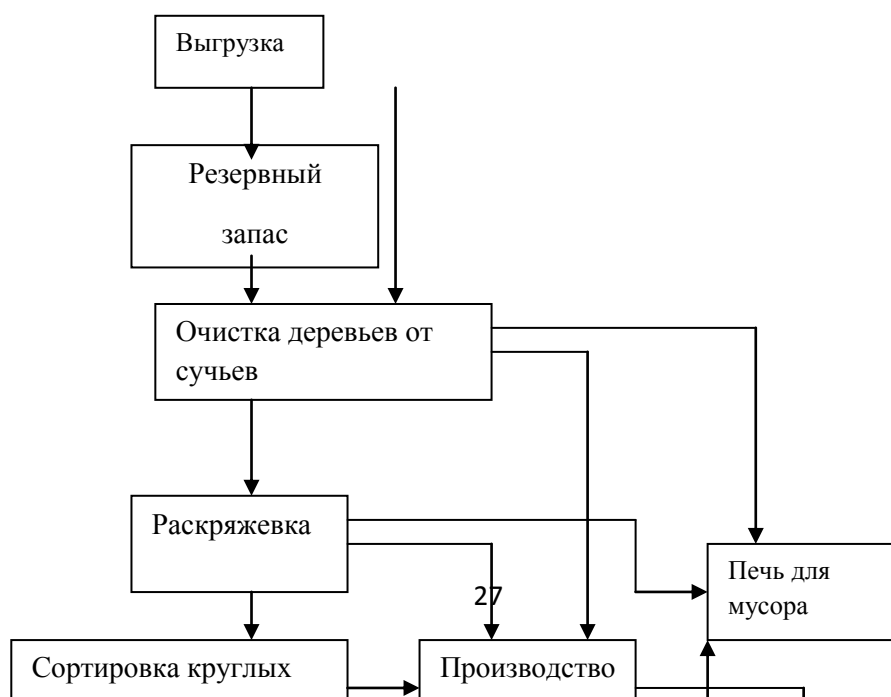 Выгрузка
Резервный
запас
Очистка деревьев от
сучьев
Раскряжевка
Печь для
мусора
27
Сортировка круглых
Производство